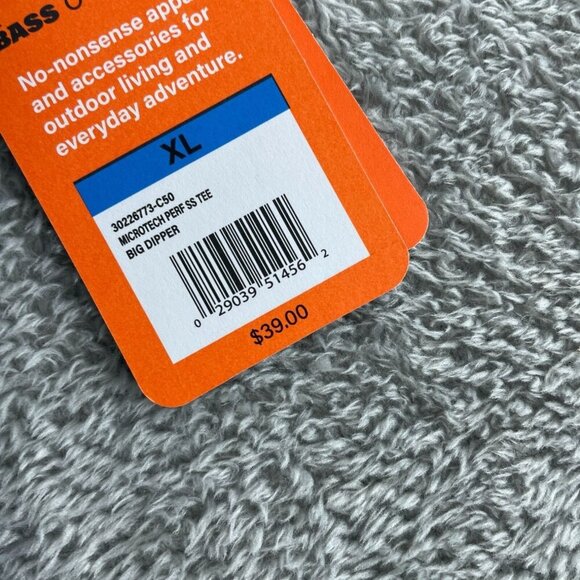 BASS
No-nonsense
and accessories for
outdoor living and
everyday adventure.
XL
30226773-C50
MICROTECH PERF SS TEE
BIG DIPPER
0 29039 51456 2
$39.00